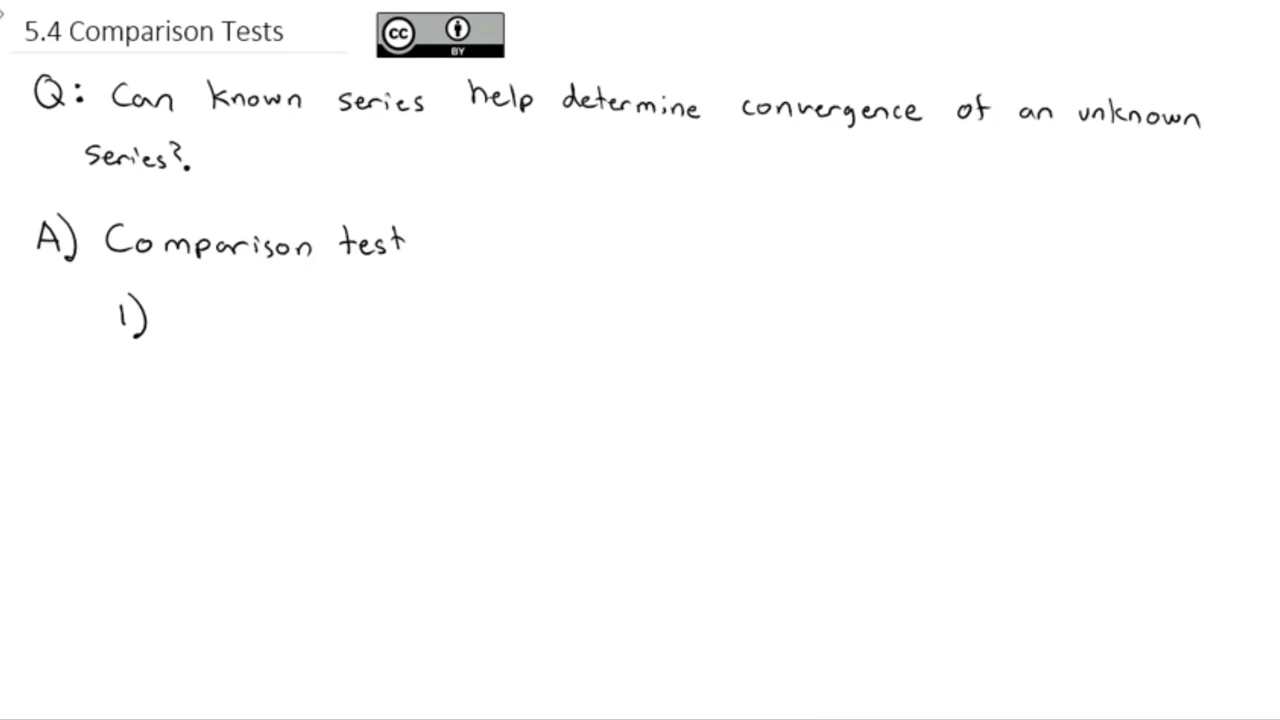 5.4 Comparison Tests
cc BY
Q: Can known series help determine convergence of an unknown
series?
A) Comparison test
1)